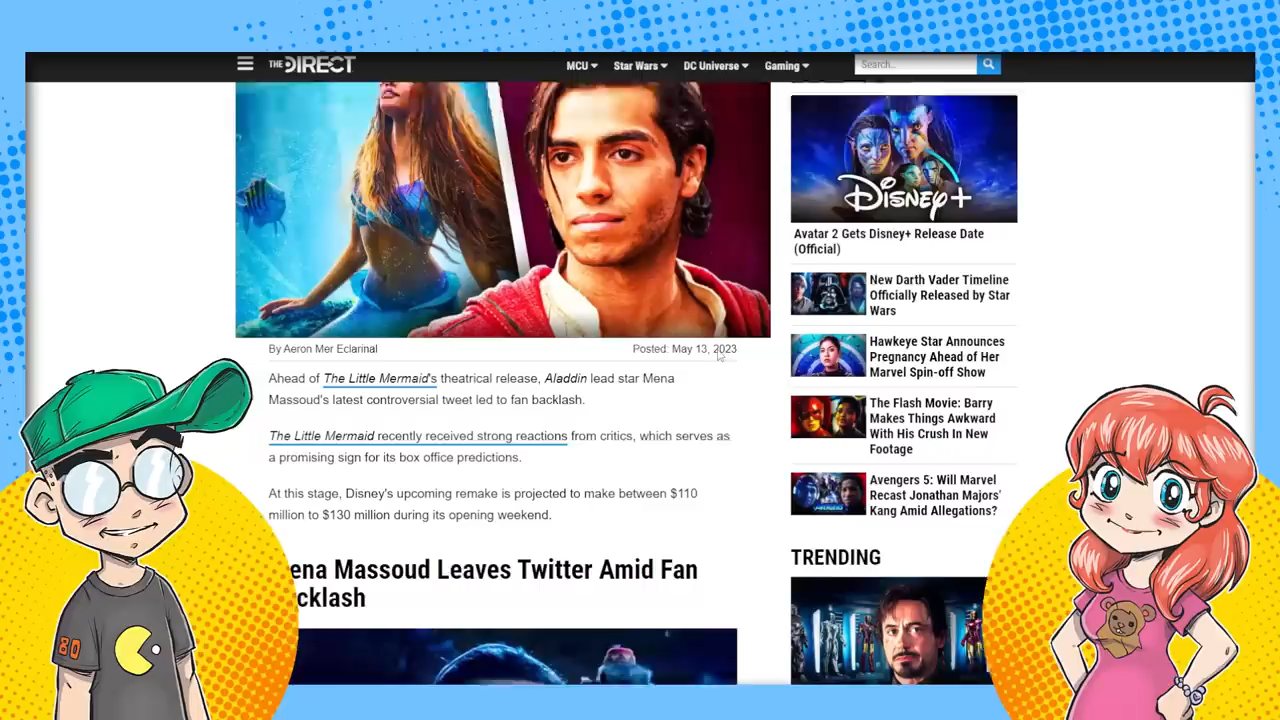 THE DIRECT
MCU
Star Wars
DC Universe
Gaming
Search...
DISNEY+
Avatar 2 Gets Disney+ Release Date
(Official)
New Darth Vader Timeline
Officially Released by Star
Wars
Hawkeye Star Announces
Pregnancy Ahead of Her
Marvel Spin-off Show
The Flash Movie: Barry
Makes Things Awkward
With His Crush In New
Footage
Avengers 5: Will Marvel
Recast Jonathan Majors'
Kang Amid Allegations?
TRENDING
By Aeron Mer Eclarinal
Posted: May 13, 2023
Ahead of The Little Mermaid's theatrical release, Aladdin lead star Mena
Massoud's latest controversial tweet led to fan backlash.
The Little Mermaid recently received strong reactions from critics, which serves as
a promising sign for its box office predictions.
At this stage, Disney's upcoming remake is projected to make between $110
million to $130 million during its opening weekend.
ena Massoud Leaves Twitter Amid Fan
cklash
80